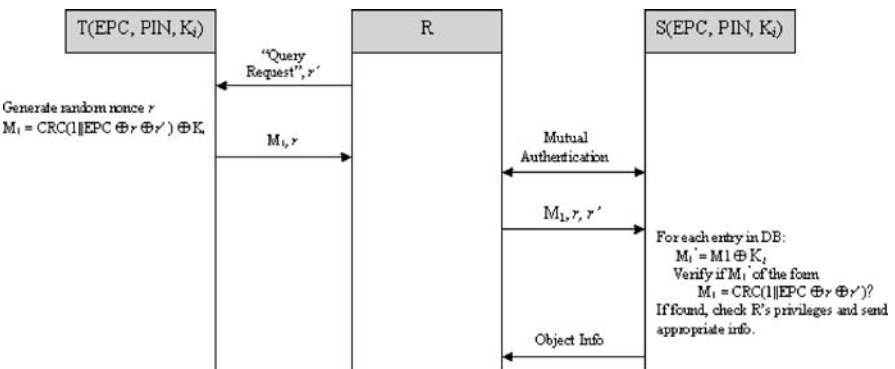 T(EPC, PIN, Kᵢ)
R
S(EPC, PIN, Kᵢ)
“Query
Request”, r′
Generate random nonce r
M₁ = CRC(1||EPC ⊕ r ⊕ r′ ) ⊕ Kᵢ
M₁, r
Mutual
Authentication
M₁, r, r′
For each entry in DB:
M₁' = M1 ⊕ Kᵢ
Verify if M₁' of the form
M₁ = CRC(1||EPC ⊕ r ⊕ r′)?
If found, check R's privileges and send
appropriate info.
Object Info